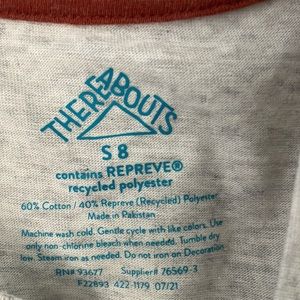 THEREABOUTS
S 8
contains REPREVE®
recycled polyester
60% Cotton / 40% Repreve (Recycled) Polyester
Made in Pakistan
Machine wash cold. Gentle cycle with like colors. Use
only non-chlorine bleach when needed. Tumble dry
low. Steam iron as needed. Do not iron on Decoration
RN# 93677 Supplier# 76569-3
F22893 422-1179 07/21